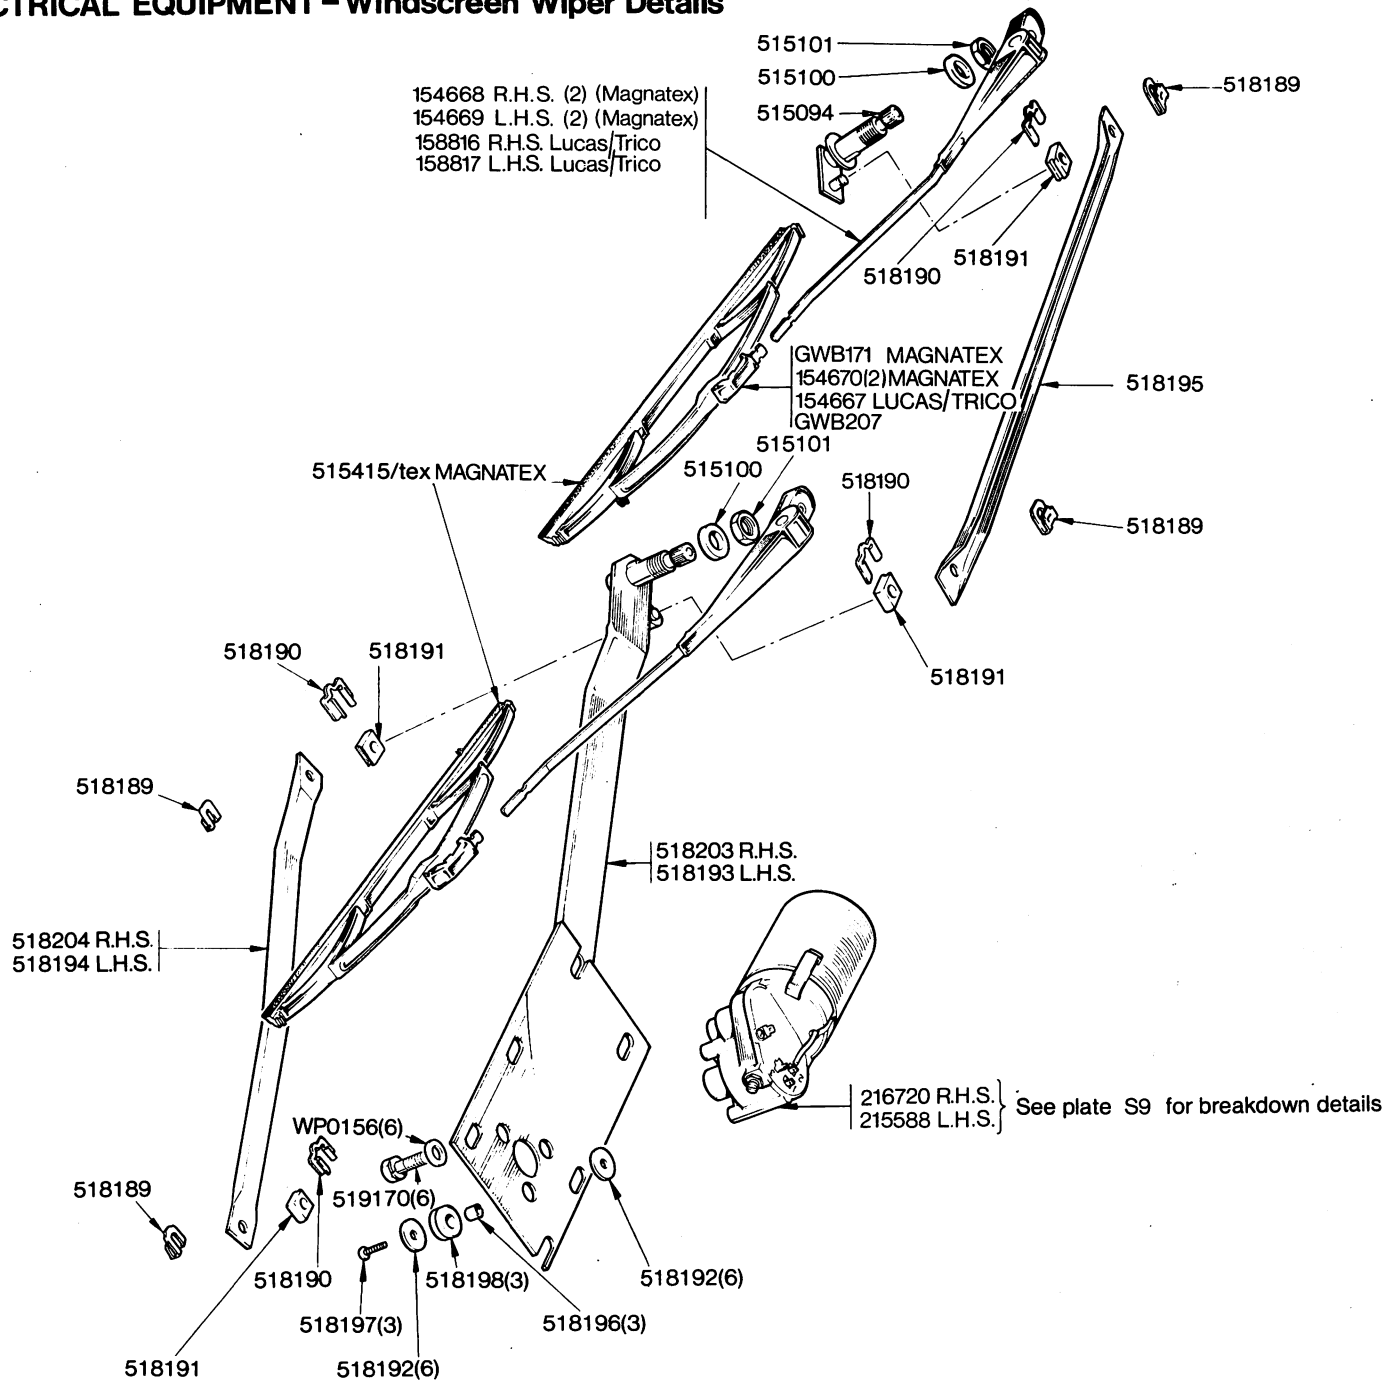 CTRICAL EQUIPMENT – Windscreen Wiper Details
515101
515100
515094
518189
154668 R.H.S. (2) (Magnatex)
154669 L.H.S. (2) (Magnatex)
158816 R.H.S. Lucas/Trico
158817 L.H.S. Lucas/Trico
518190
518191
GWB171 MAGNATEX
154670(2) MAGNATEX
154667 LUCAS/TRICO
GWB207
518195
515101
515100
515415/tex MAGNATEX
518190
518189
518190
518191
518191
518189
518203 R.H.S.
518193 L.H.S.
518204 R.H.S.
518194 L.H.S.
216720 R.H.S.
215588 L.H.S.
See plate S9 for breakdown details
WP0156(6)
519170(6)
518189
518190
518198(3)
518192(6)
518197(3)
518196(3)
518191
518192(6)